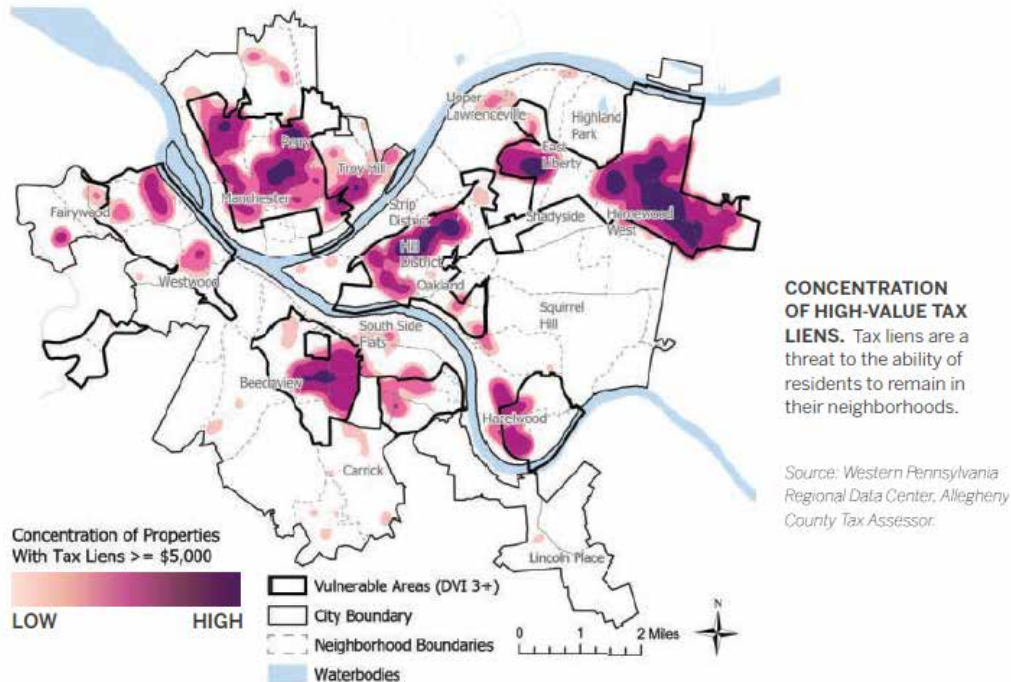 Upper
Lawrenceville
Highland
Park
Perry
East
Liberty
Troy Hill
Manchester
Strip
District
Fairywood
Shadyside
Homewood
West
Hill
District
Westwood
Oakland
Squirrel
Hill
South Side
Flats
Beechview
Hazelwood
Carrick
Lincoln Place
CONCENTRATION
OF HIGH-VALUE TAX
LIENS. Tax liens are a
threat to the ability of
residents to remain in
their neighborhoods.
Source: Western Pennsylvania
Regional Data Center, Allegheny
County Tax Assessor.
Concentration of Properties
With Tax Liens >= $5,000
LOW HIGH
Vulnerable Areas (DVI 3+)
City Boundary
Neighborhood Boundaries
Waterbodies
0 1 2 Miles
N